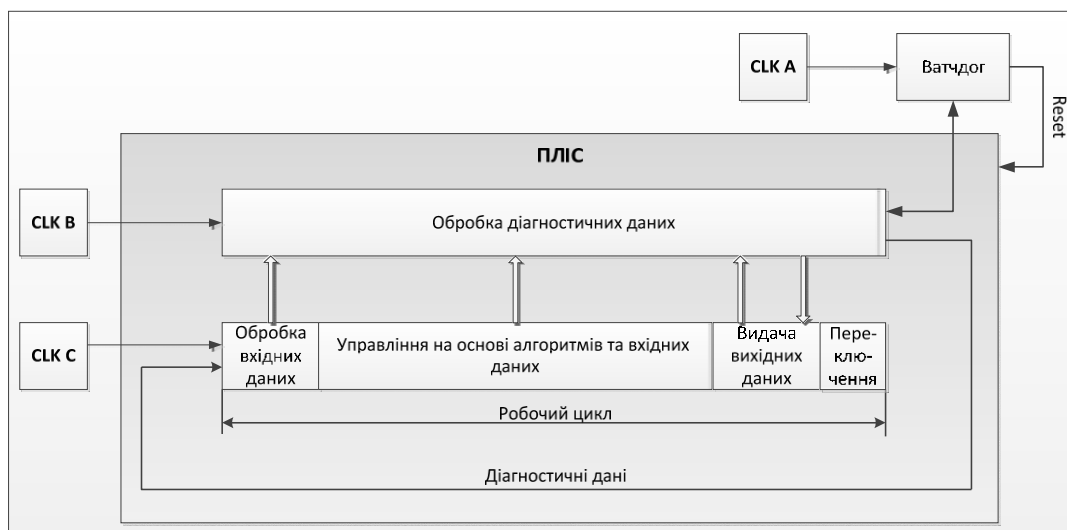 CLK A
Ватчдог
Reset
ПЛІС
CLK B
Обробка діагностичних даних
CLK C
Обробка
вхідних
даних
Управління на основі алгоритмів та вхідних
даних
Видача
вихідних
даних
Пере-
клю-
чення
Робочий цикл
Діагностичні дані